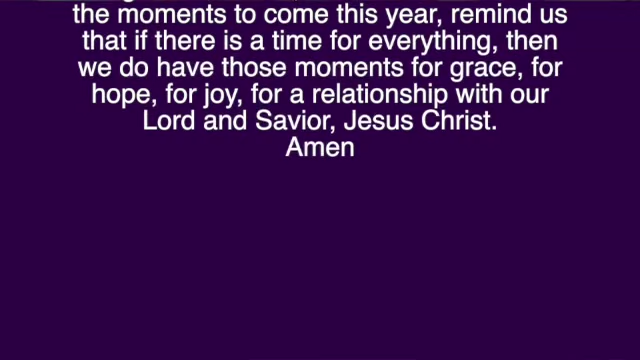 the moments to come this year, remind us
that if there is a time for everything, then
we do have those moments for grace, for
hope, for joy, for a relationship with our
Lord and Savior, Jesus Christ.
Amen